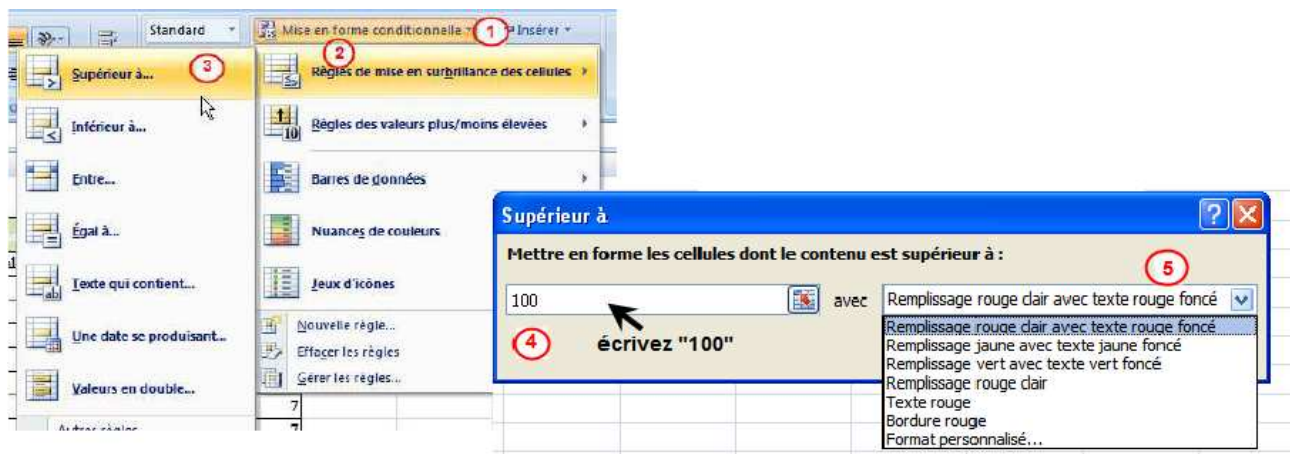 Standard
Mise en forme conditionnelle
1
Insérer
2
3
Supérieur à...
Inférieur à...
Entre...
Égal à...
Texte qui contient...
Une date se produisant...
Valeurs en double...
Autres règles
Règles de mise en surbrillance des cellules
Règles des valeurs plus/moins élevées
10
Barres de données
Nuances de couleurs
Jeux d'icônes
Nouvelle règle...
Effacer les règles
Gérer les règles...
7
7
Supérieur à
Mettre en forme les cellules dont le contenu est supérieur à :
5
100
avec
Remplissage rouge clair avec texte rouge foncé
4
écrivez "100"
Remplissage rouge clair avec texte rouge foncé
Remplissage jaune avec texte jaune foncé
Remplissage vert avec texte vert foncé
Remplissage rouge clair
Texte rouge
Bordure rouge
Format personnalisé...